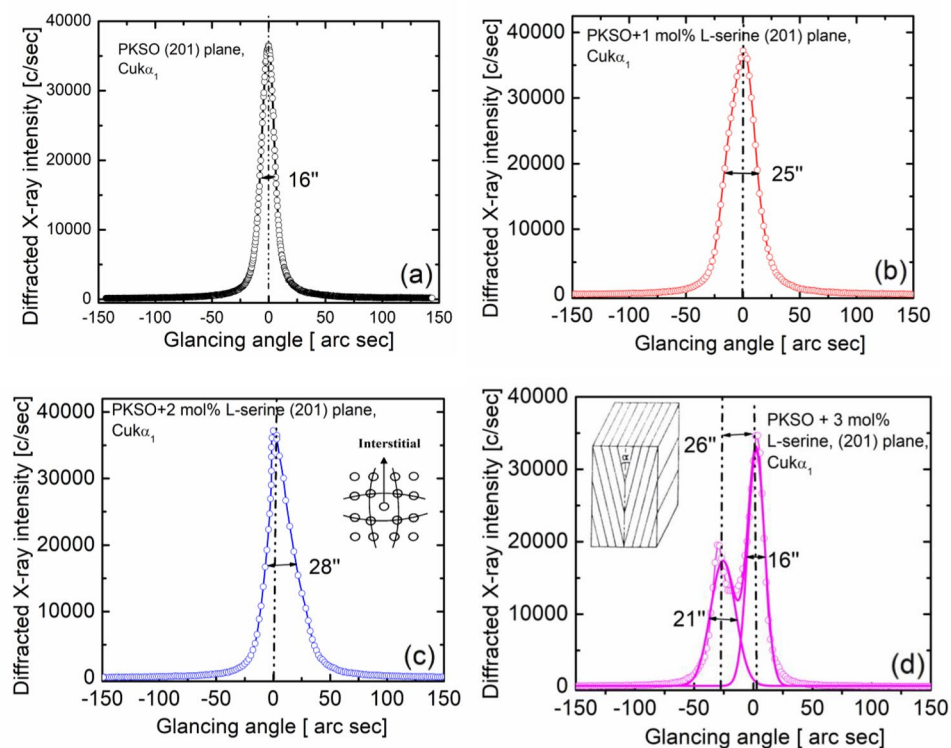 PKSO (201) plane,
Cukα₁
16"
(a)
Diffracted X-ray intensity [c/sec]
40000
30000
20000
10000
0
-150 -100 -50 0 50 100 150
Glancing angle [ arc sec]
PKSO+1 mol% L-serine (201) plane,
Cukα₁
25"
(b)
Diffracted X-ray intensity [c/sec]
40000
30000
20000
10000
0
-150 -100 -50 0 50 100 150
Glancing angle [ arc sec]
PKSO+2 mol% L-serine (201) plane,
Cukα₁
Interstitial
28"
(c)
Diffracted X-ray intensity [c/sec]
40000
30000
20000
10000
0
-150 -100 -50 0 50 100 150
Glancing angle [ arc sec]
PKSO + 3 mol%
L-serine, (201) plane,
Cukα₁
α
26"
16"
21"
(d)
Diffracted X-ray intensity [c/sec]
40000
30000
20000
10000
0
-150 -100 -50 0 50 100 150
Glancing angle [ arc sec]